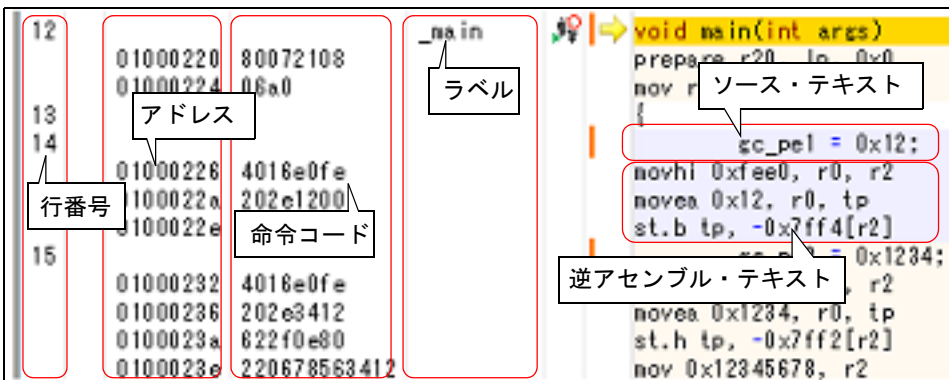 12 _main void main(int args)
01000220 80072108 prepare r20, lp, 0x0
01000224 06a0 ラベル mov r ソース・テキスト
13 アドレス {
14 gc_pe1 = 0x12;
01000226 4016e0fe movhi 0xfee0, r0, r2
行番号 0100022a 202e1200 movea 0x12, r0, tp
0100022e 命令コード st.b tp, -0x7ff4[r2]
15 = 0x1234;
逆アセンブル・テキスト
01000232 4016e0fe r2
01000236 202e3412 movea 0x1234, r0, tp
0100023a 622f0e80 st.h tp, -0x7ff2[r2]
0100023e 220678563412 mov 0x12345678, r2